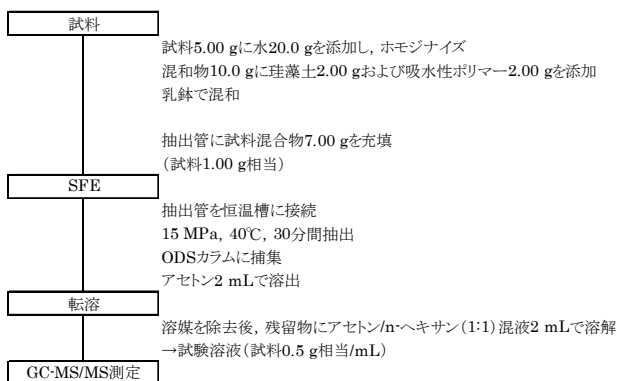 試料
試料5.00 gに水20.0 gを添加し，ホモジナイズ
混和物10.0 gに珪藻土2.00 gおよび吸水性ポリマー2.00 gを添加
乳鉢で混和
抽出管に試料混合物7.00 gを充填
（試料1.00 g相当）
SFE
抽出管を恒温槽に接続
15 MPa，40℃，30分間抽出
ODSカラムに捕集
アセトン2 mLで溶出
転溶
溶媒を除去後，残留物にアセトン/n-ヘキサン（1:1）混液2 mLで溶解
→試験溶液（試料0.5 g相当/mL）
GC-MS/MS測定